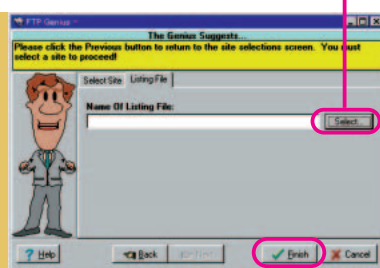 FTP Genius -
The Genius Suggests...
Please click the Previous button to return to the site selections screen. You must
select a site to proceed!
Select Site Listing File
Name Of Listing File:
Select...
? Help Back Finish Cancel